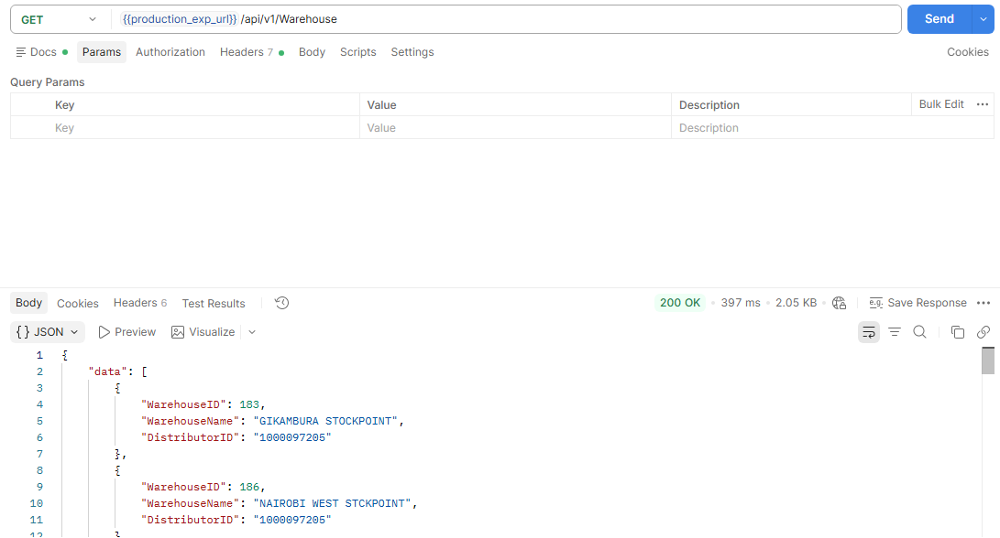 GET {{production_exp_url}} /api/v1/Warehouse Send
Docs Params Authorization Headers 7 Body Scripts Settings Cookies
Query Params
Key Value Description Bulk Edit
Key Value Description
Body Cookies Headers 6 Test Results 200 OK 397 ms 2.05 KB e.g. Save Response
{} JSON Preview Visualize
1 {
2 "data": [
3 {
4 "WarehouseID": 183,
5 "WarehouseName": "GIKAMBURA STOCKPOINT",
6 "DistributorID": "1000097205"
7 },
8 {
9 "WarehouseID": 186,
10 "WarehouseName": "NAIROBI WEST STCKPOINT",
11 "DistributorID": "1000097205"
12 }